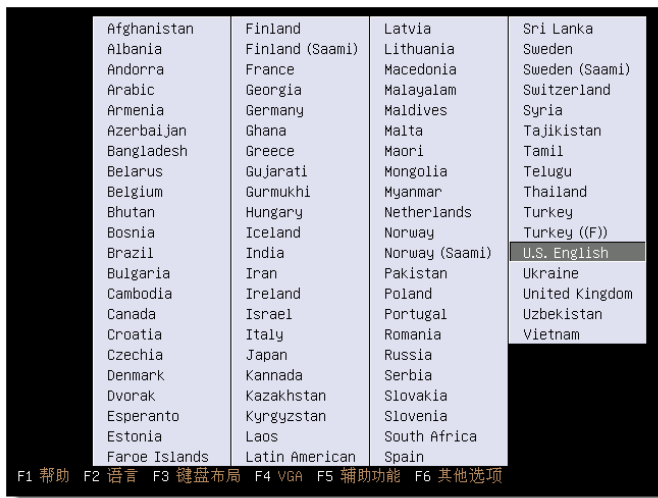 Afghanistan
Albania
Andorra
Arabic
Armenia
Azerbaijan
Bangladesh
Belarus
Belgium
Bhutan
Bosnia
Brazil
Bulgaria
Cambodia
Canada
Croatia
Czechia
Denmark
Dvorak
Esperanto
Estonia
Faroe Islands
Finland
Finland (Saami)
France
Georgia
Germany
Ghana
Greece
Gujarati
Gurmukhi
Hungary
Iceland
India
Iran
Ireland
Israel
Italy
Japan
Kannada
Kazakhstan
Kyrgyzstan
Laos
Latin American
Latvia
Lithuania
Macedonia
Malayalam
Maldives
Malta
Maori
Mongolia
Myanmar
Netherlands
Norway
Norway (Saami)
Pakistan
Poland
Portugal
Romania
Russia
Serbia
Slovakia
Slovenia
South Africa
Spain
Sri Lanka
Sweden
Sweden (Saami)
Switzerland
Syria
Tajikistan
Tamil
Telugu
Thailand
Turkey
Turkey ((F))
U.S. English
Ukraine
United Kingdom
Uzbekistan
Vietnam
F1 帮助 F2 语言 F3 键盘布局 F4 VGA F5 辅助功能 F6 其他选项